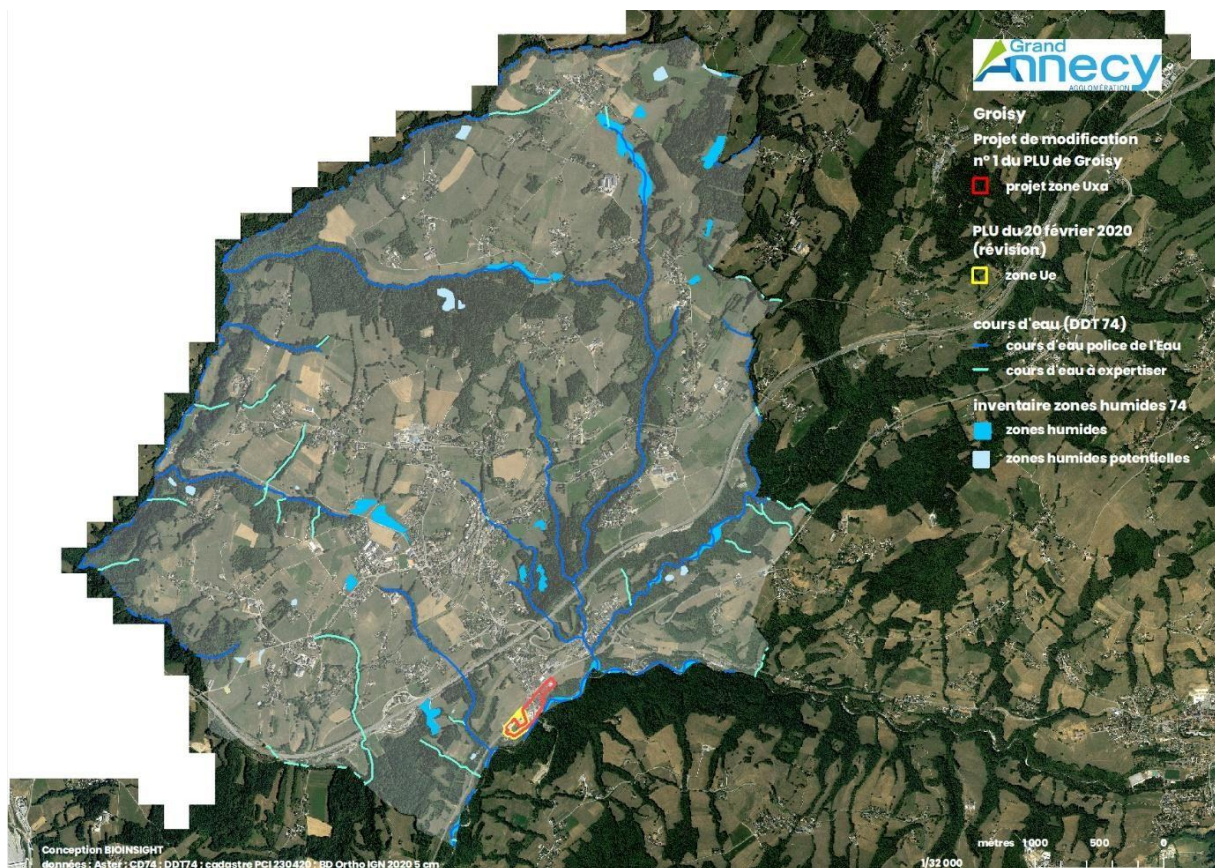 Grand
Annecy
AGGLOMÉRATION
Groisy
Projet de modification
n° 1 du PLU de Groisy
projet zone Uxa
PLU du 20 février 2020
(révision)
zone Ue
cours d'eau (DDT 74)
cours d'eau police de l'Eau
cours d'eau à expertiser
inventaire zones humides 74
zones humides
zones humides potentielles
Conception BIOINSIGHT
données : Aster ; CD74 ; DDT74 ; cadastre PCI 230420 ; BD Ortho IGN 2020 5 cm
1/32 000
mètres 1 000 500 0